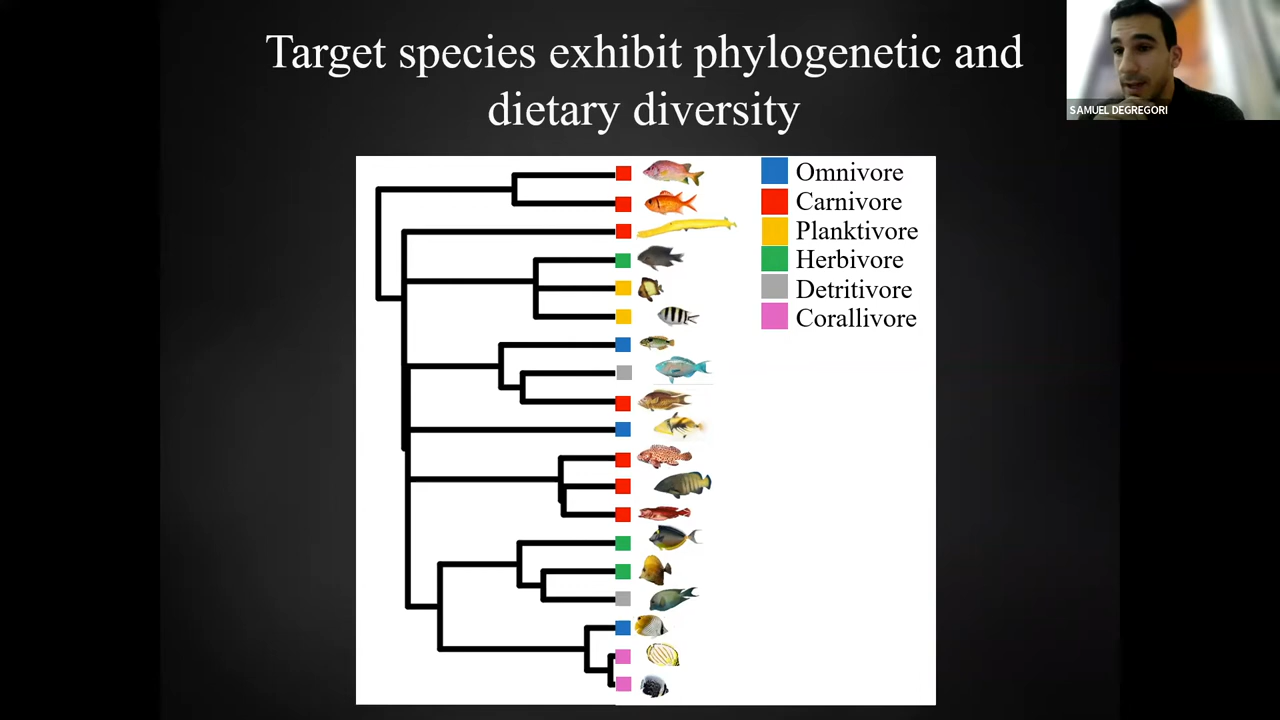 Target species exhibit phylogenetic and
dietary diversity
SAMUEL DEGREGORI
Omnivore
Carnivore
Planktivore
Herbivore
Detritivore
Corallivore